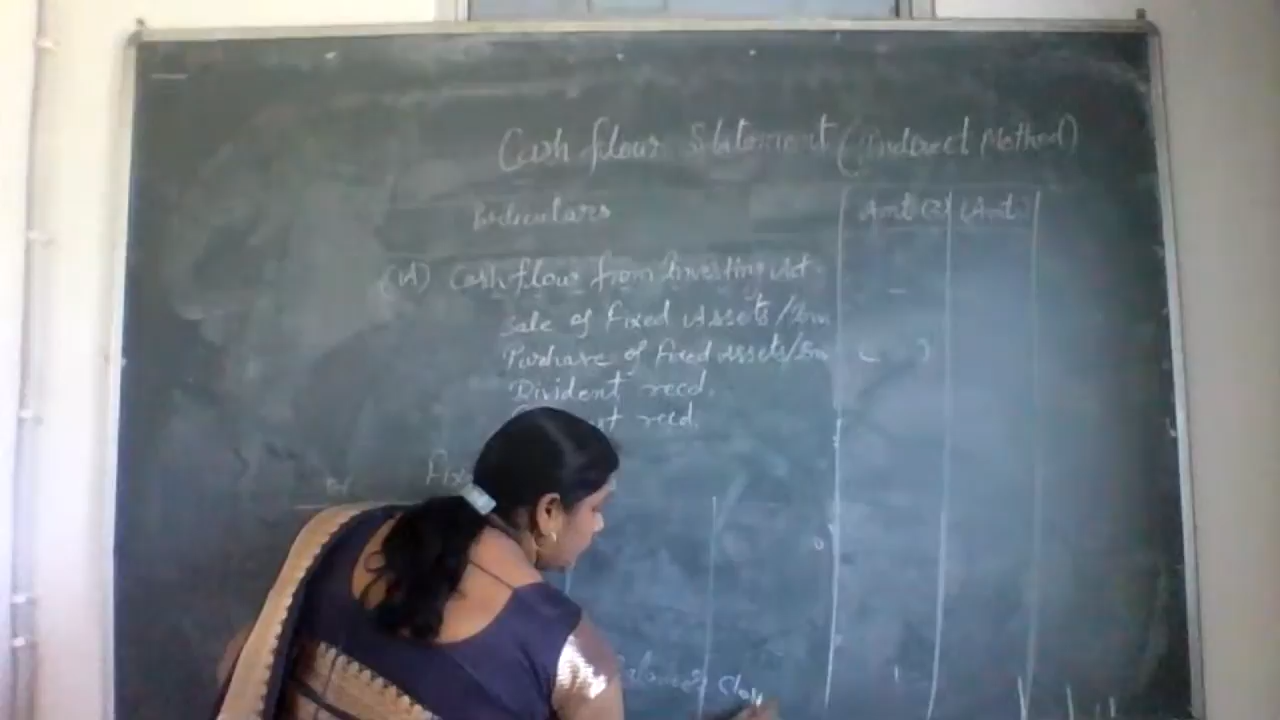 Cash flow Statement (Indirect Method)
Particulars Amt (₹) (Amt)
(A) Cash flow from Investing Act.
Sale of Fixed Assets/Inv
Purchase of fixed assets/Inv ( )
Divident recd.
recd.
Fix